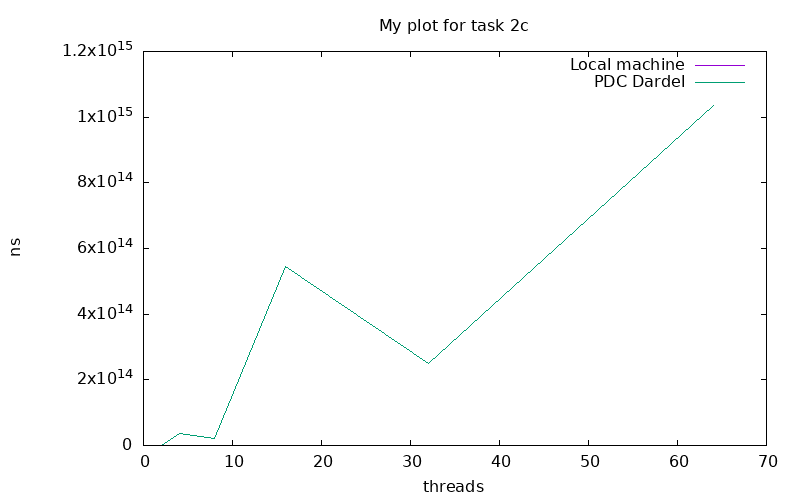 My plot for task 2c
1.2x10^15
1x10^15
8x10^14
6x10^14
4x10^14
2x10^14
0
Local machine
PDC Dardel
ns
0 10 20 30 40 50 60 70
threads